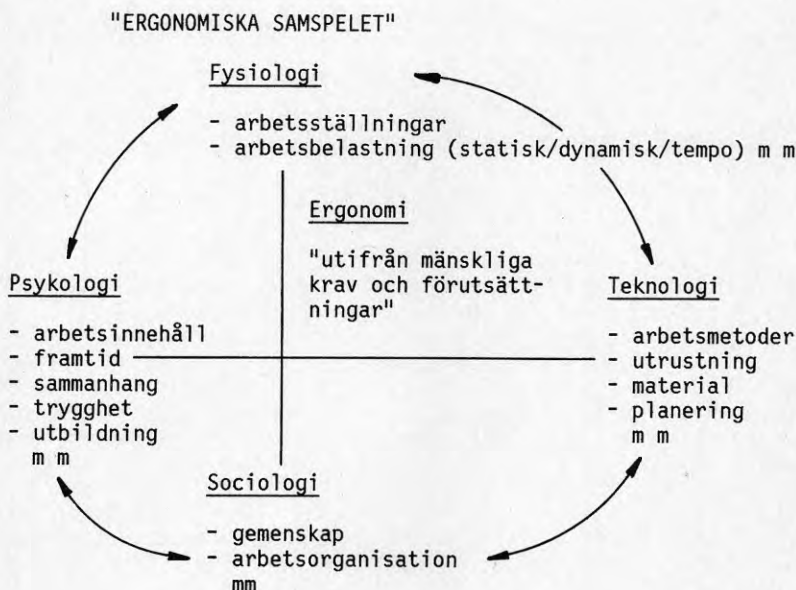 "ERGONOMISKA SAMSPELET"
Fysiologi
- arbetsställningar
- arbetsbelastning (statisk/dynamisk/tempo) m m
Ergonomi
"utifrån mänskliga
krav och förutsätt-
ningar"
Psykologi
- arbetsinnehåll
- framtid
- sammanhang
- trygghet
- utbildning
m m
Teknologi
- arbetsmetoder
- utrustning
- material
- planering
m m
Sociologi
- gemenskap
- arbetsorganisation
mm